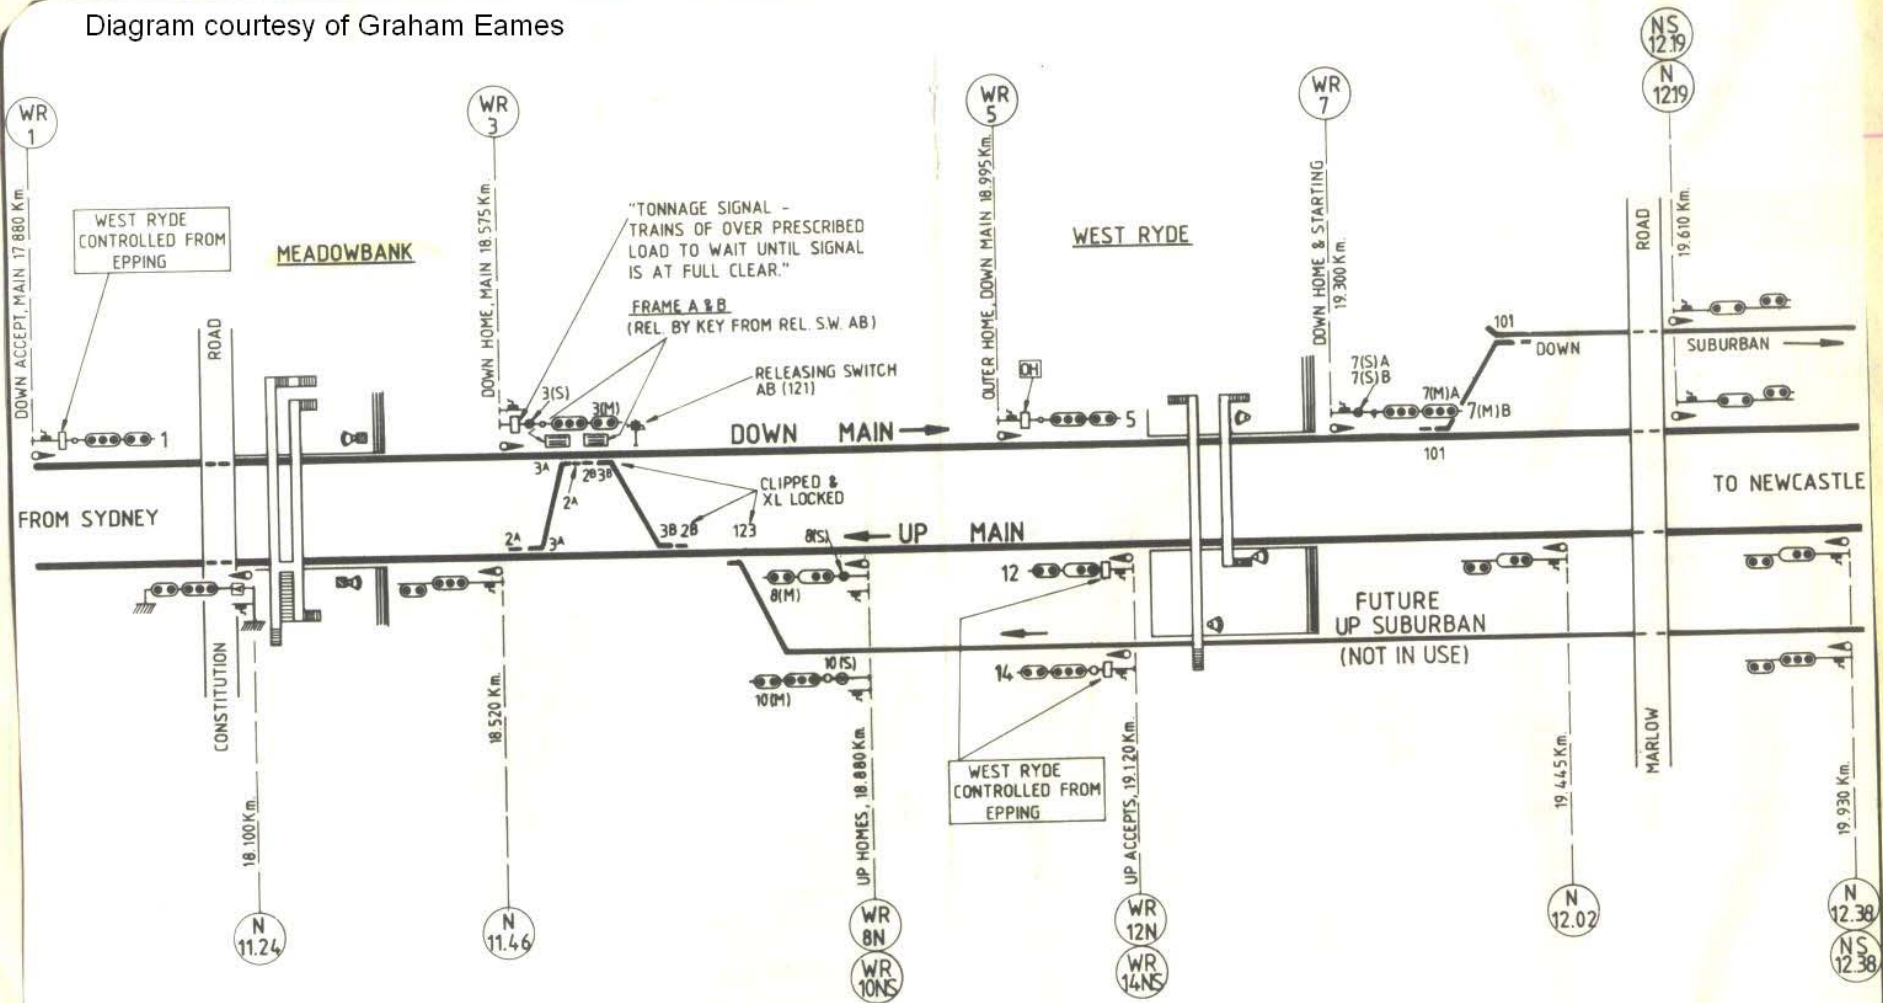 Diagram courtesy of Graham Eames
WR
1
WR
3
WR
5
WR
7
NS
12.19
N
1219
DOWN ACCEPT, MAIN 17 880 Km.
DOWN HOME, MAIN 18.575 Km.
OUTER HOME, DOWN MAIN 18.995 Km.
DOWN HOME & STARTING
19.300 Km.
19.610 Km.
WEST RYDE
CONTROLLED FROM
EPPING
MEADOWBANK
"TONNAGE SIGNAL -
TRAINS OF OVER PRESCRIBED
LOAD TO WAIT UNTIL SIGNAL
IS AT FULL CLEAR."
FRAME A & B
(REL. BY KEY FROM REL. S.W. AB)
RELEASING SWITCH
AB (121)
WEST RYDE
ROAD
ROAD
101
DOWN
SUBURBAN
OH
3(S)
3(M)
7(S)A
7(S)B
7(M)A
7(M)B
1
5
DOWN MAIN
101
3A
2B 3B
2A
CLIPPED &
XL LOCKED
TO NEWCASTLE
FROM SYDNEY
2A
3A
3B 2B
123
8(S)
UP MAIN
8(M)
12
A
FUTURE
UP SUBURBAN
(NOT IN USE)
10(S)
10(M)
14
CONSTITUTION
MARLOW
WEST RYDE
CONTROLLED FROM
EPPING
18.100 Km.
18.520 Km.
UP HOMES, 18.880 Km.
UP ACCEPTS, 19.120 Km.
19.445 Km.
19.930 Km.
N
11.24
N
11.46
WR
8N
WR
10NS
WR
12N
WR
14NS
N
12.02
N
12.38
NS
12.38